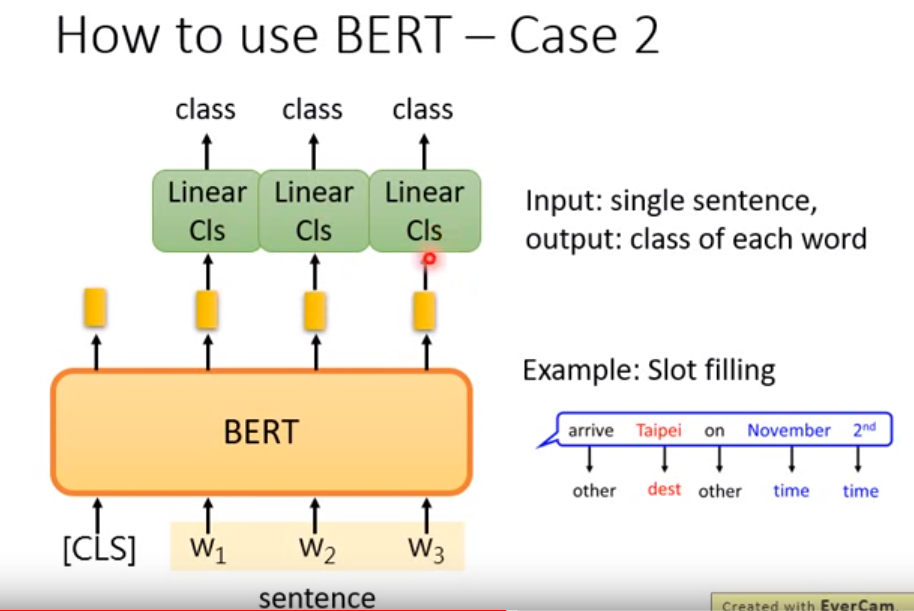 How to use BERT – Case 2
class class class
Linear Cls Linear Cls Linear Cls
Input: single sentence,
output: class of each word
BERT
Example: Slot filling
arrive Taipei on November 2nd
other dest other time time
[CLS] w1 w2 w3
sentence
Created with EverCam